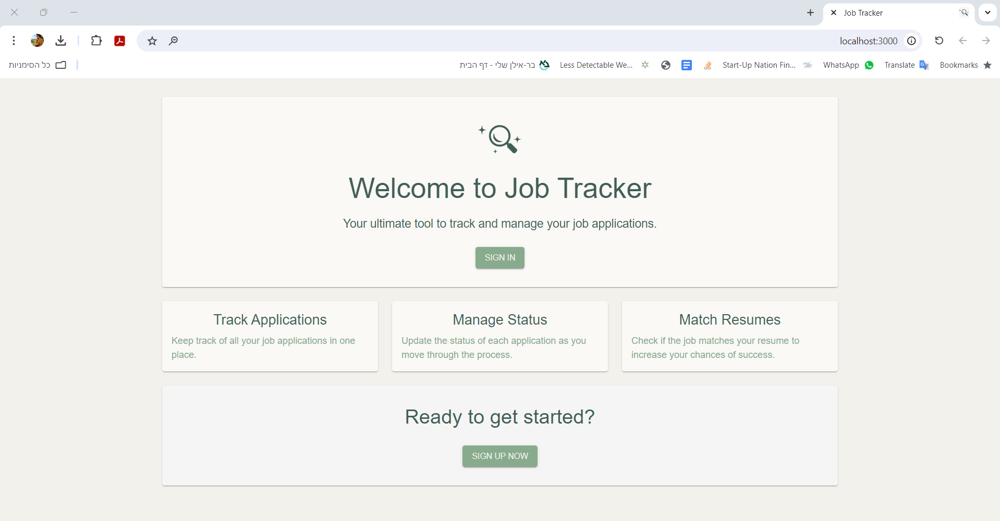 Job Tracker
localhost:3000
Bookmarks
Translate
WhatsApp
Start-Up Nation Fin...
Less Detectable We...
בר-אילן שלי - דף הבית
כל הסימניות
Welcome to Job Tracker
Your ultimate tool to track and manage your job applications.
SIGN IN
Track Applications
Keep track of all your job applications in one
place.
Manage Status
Update the status of each application as you
move through the process.
Match Resumes
Check if the job matches your resume to
increase your chances of success.
Ready to get started?
SIGN UP NOW